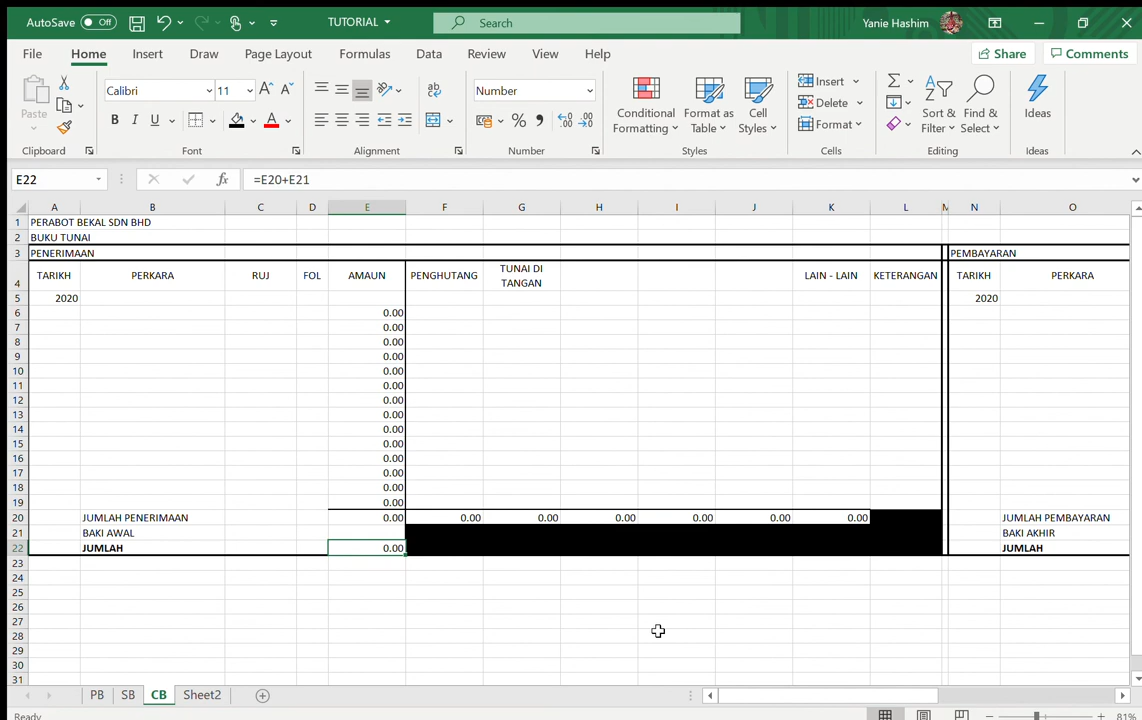 AutoSave Off TUTORIAL Search Yanie Hashim
File Home Insert Draw Page Layout Formulas Data Review View Help Share Comments
Paste Calibri 11 B I U A Number % , Conditional Formatting Format as Table Cell Styles Insert Delete Format Sort & Filter Find & Select Ideas
Clipboard Font Alignment Number Styles Cells Editing Ideas
E22 fx =E20+E21
A B C D E F G H I J K L M N O
1 PERABOT BEKAL SDN BHD
2 BUKU TUNAI
3 PENERIMAAN PEMBAYARAN
4 TARIKH PERKARA RUJ FOL AMAUN PENGHUTANG TUNAI DI TANGAN LAIN - LAIN KETERANGAN TARIKH PERKARA
5 2020 2020
6 0.00
7 0.00
8 0.00
9 0.00
10 0.00
11 0.00
12 0.00
13 0.00
14 0.00
15 0.00
16 0.00
17 0.00
18 0.00
19 0.00
20 JUMLAH PENERIMAAN 0.00 0.00 0.00 0.00 0.00 0.00 0.00 JUMLAH PEMBAYARAN
21 BAKI AWAL BAKI AKHIR
22 JUMLAH 0.00 JUMLAH
23
24
25
26
27
28
29
30
31
PB SB CB Sheet2
Ready 81%